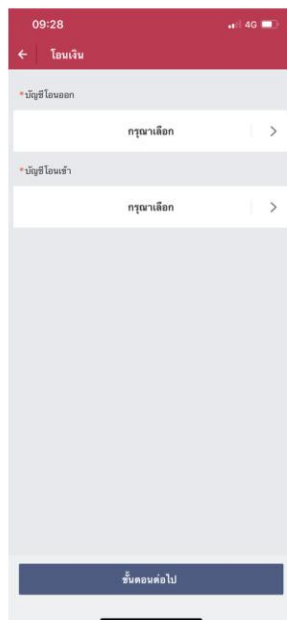 09:28
4G
โอนเงิน
*บัญชีโอนออก
กรุณาเลือก
*บัญชีโอนเข้า
กรุณาเลือก
ขั้นตอนต่อไป